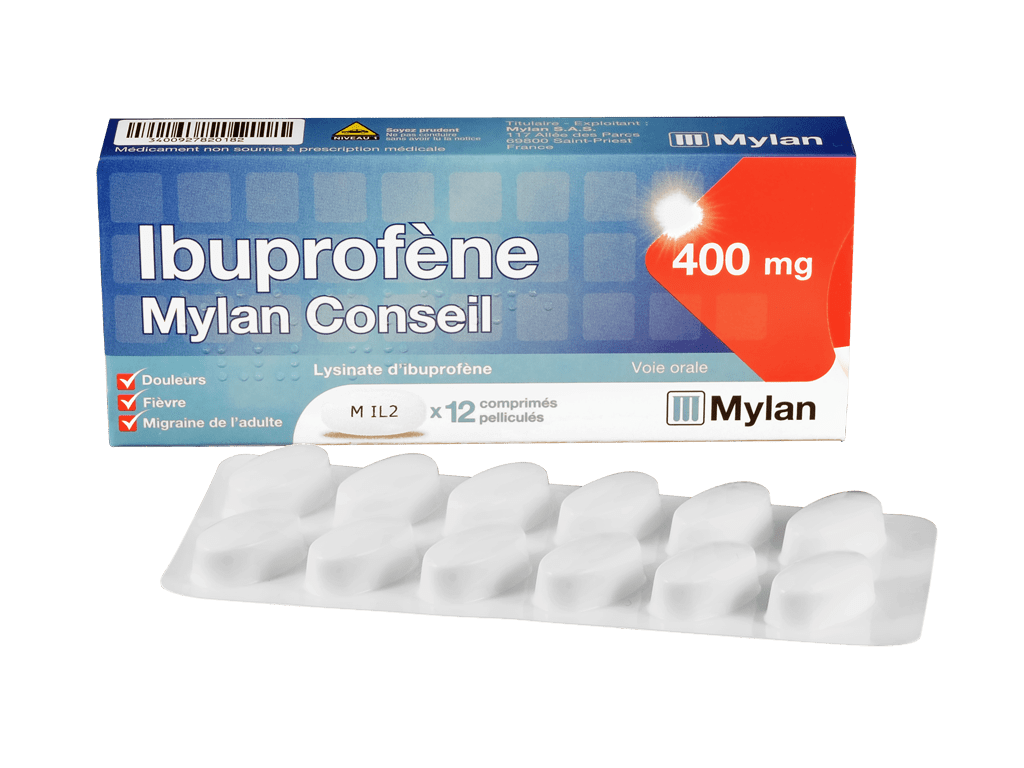 3400927820182
NIVEAU 1
Soyez prudent
Ne pas conduire
sans avoir lu la notice
Titulaire - Exploitant :
Mylan S.A.S.
117 Allée des Parcs
69800 Saint-Priest
France
Mylan
Médicament non soumis à prescription médicale
Ibuprofène
Mylan Conseil
400 mg
Lysinate d'ibuprofène
Voie orale
Douleurs
Fièvre
Migraine de l'adulte
M IL2
x 12 comprimés
pelliculés
Mylan